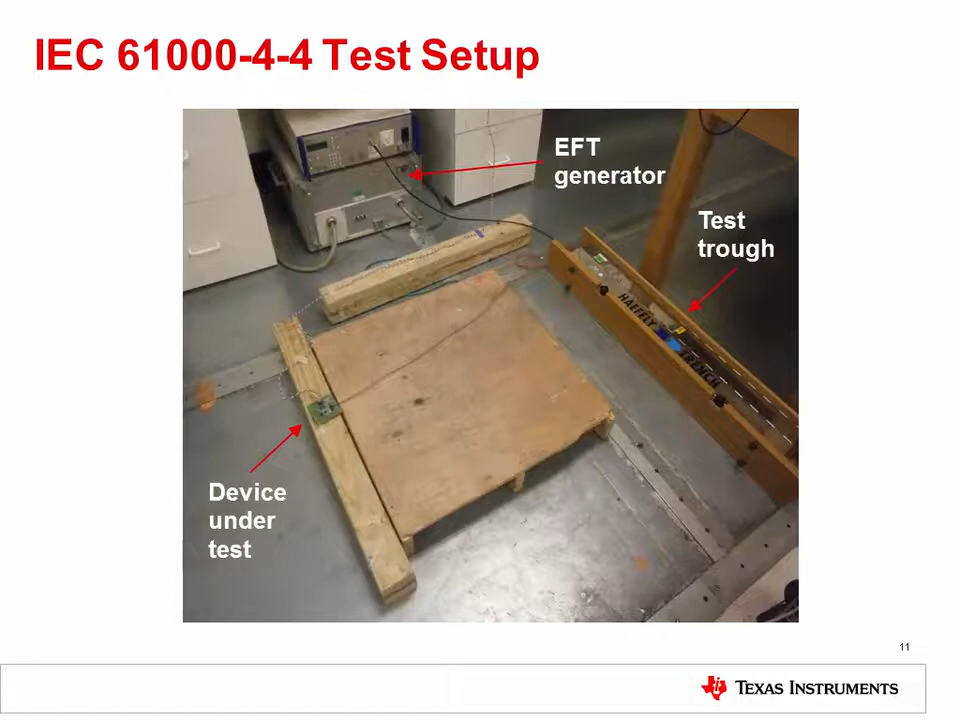 IEC 61000-4-4 Test Setup
EFT
generator
Test
trough
HAEFELY
TRENCH
Device
under
test
11
TEXAS INSTRUMENTS